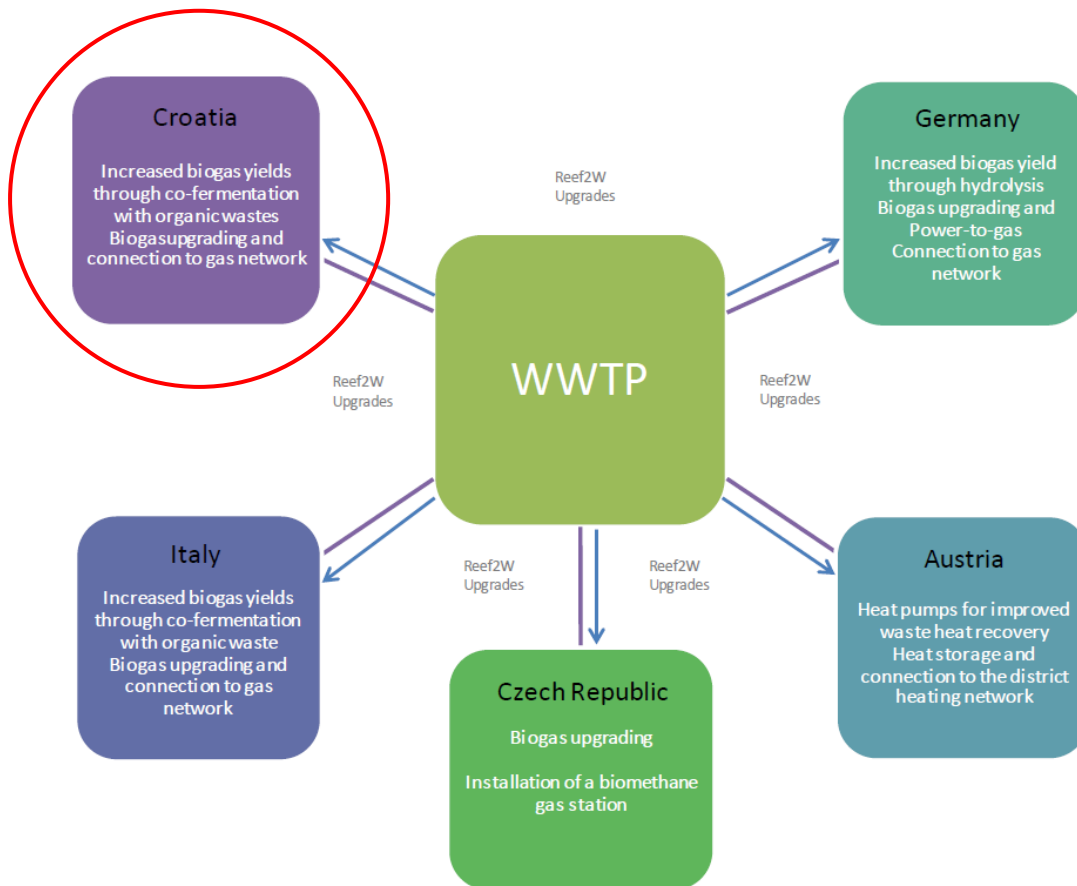 Croatia
Increased biogas yields
through co-fermentation
with organic wastes
Biogasupgrading and
connection to gas network
Germany
Increased biogas yield
through hydrolysis
Biogas upgrading and
Power-to-gas
Connection to gas
network
Reef2W
Upgrades
WWTP
Reef2W
Upgrades
Reef2W
Upgrades
Italy
Increased biogas yields
through co-fermentation
with organic waste
Biogas upgrading and
connection to gas
network
Reef2W
Upgrades
Reef2W
Upgrades
Austria
Heat pumps for improved
waste heat recovery
Heat storage and
connection to the district
heating network
Czech Republic
Biogas upgrading
Installation of a biomethane
gas station